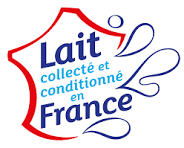 Lait
collecté et
conditionné
en
France